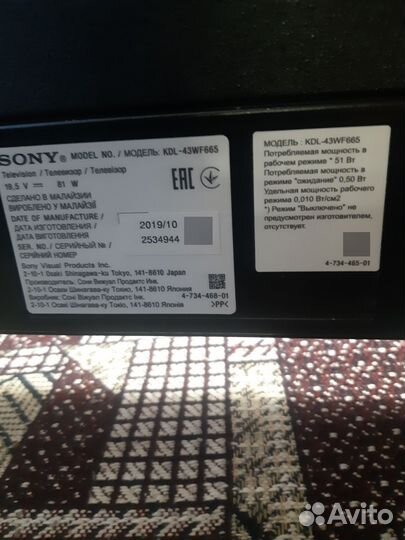 SONY® MODEL NO. / МОДЕЛЬ: KDL-43WF665
Television / Телевизор / Телевізор
19,5 V 81 W
СДЕЛАНО В МАЛАЙЗИИ
ВИРОБЛЕНО У МАЛАЙЗІЇ
DATE OF MANUFACTURE /
ДАТА ИЗГОТОВЛЕНИЯ /
ДАТА ВИГОТОВЛЕННЯ
2019/10
SER. NO. / СЕРИЙНЫЙ № /
СЕРІЙНИЙ НОМЕР
2534944
EAC
Sony Visual Products Inc.
2-10-1 Osaki Shinagawa-ku Tokyo, 141-8610 Japan
Производитель: Сони Визуал Продактс Инк.
2-10-1 Осаки Шинагава-ку Токио, 141-8610 Япония
Виробник: Соні Вижуал Продактс Інк.
2-10-1 Осакі Шінагава-ку Токіо, 141-8610 Японія
4-734-468-01
>PP<
МОДЕЛЬ : KDL-43WF665
Потребляемая мощность в
рабочем режиме * 51 Вт
Потребляемая мощность в
режиме "ожидание" 0,50 Вт
Удельная мощность рабочего
режима 0,010 Вт/см2
*) Режим "Выключено" не
предусмотрен изготовителем,
отсутствует.
4-734-465-01
Avito